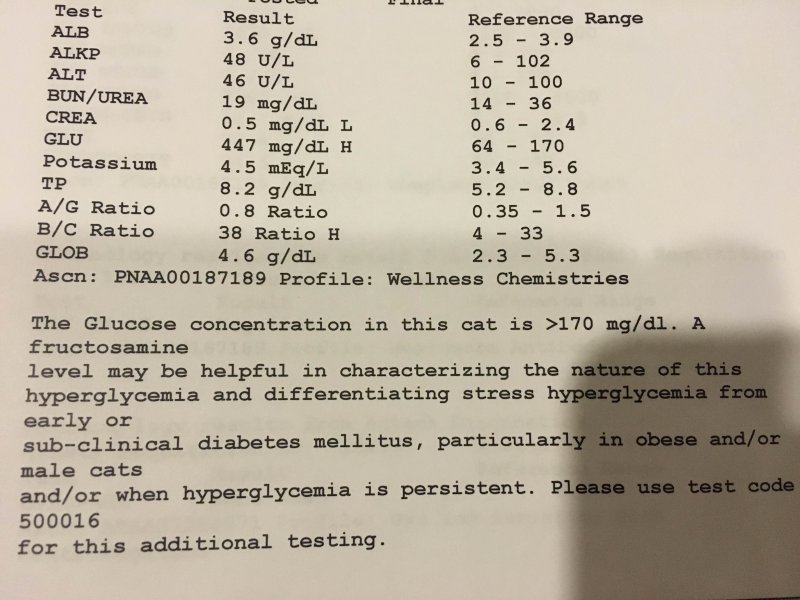 Tested Final
Test Result Reference Range
ALB 3.6 g/dL 2.5 - 3.9
ALKP 48 U/L 6 - 102
ALT 46 U/L 10 - 100
BUN/UREA 19 mg/dL 14 - 36
CREA 0.5 mg/dL L 0.6 - 2.4
GLU 447 mg/dL H 64 - 170
Potassium 4.5 mEq/L 3.4 - 5.6
TP 8.2 g/dL 5.2 - 8.8
A/G Ratio 0.8 Ratio 0.35 - 1.5
B/C Ratio 38 Ratio H 4 - 33
GLOB 4.6 g/dL 2.3 - 5.3
Ascn: PNAA00187189 Profile: Wellness Chemistries
The Glucose concentration in this cat is >170 mg/dl. A
fructosamine
level may be helpful in characterizing the nature of this
hyperglycemia and differentiating stress hyperglycemia from
early or
sub-clinical diabetes mellitus, particularly in obese and/or
male cats
and/or when hyperglycemia is persistent. Please use test code
500016
for this additional testing.